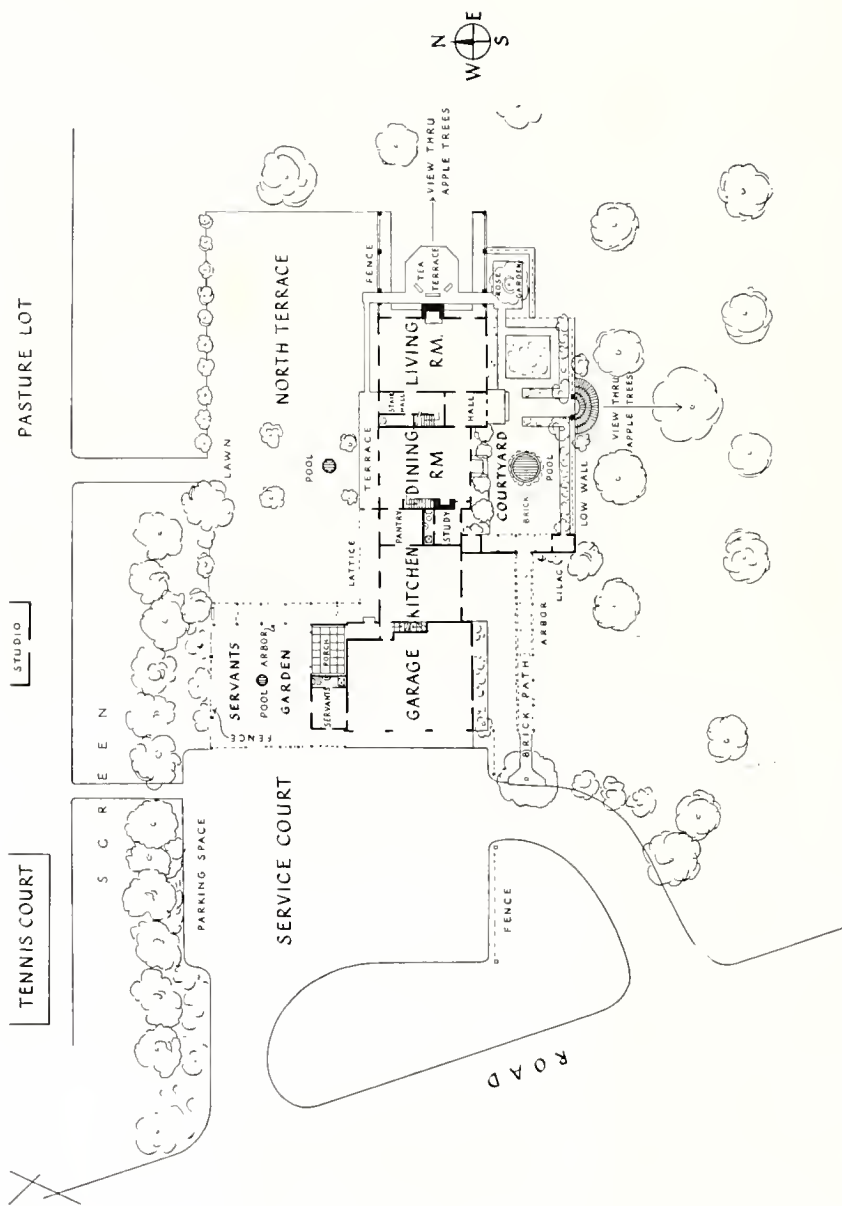 TENNIS COURT
STUDIO
PASTURE LOT
SCREEN
PARKING SPACE
LAWN
SERVANTS
POOL
ARBOR
GARDEN
FENCE
NORTH TERRACE
POOL
SERVICE COURT
SERVANTS
PORCH
LATTICE
TERRACE
FENCE
GARAGE
KITCHEN
PANTRY
STUDY
DINING
RM
STAIR
HALL
HALL
LIVING
RM.
TEA
TERRACE
VIEW THRU
APPLE TREES
N
E
S
W
COURTYARD
BRICK
POOL
ROSE
GARDEN
FENCE
BRICK PATH
ARBOR
LILAC
LOW WALL
VIEW THRU
APPLE TREES
ROAD